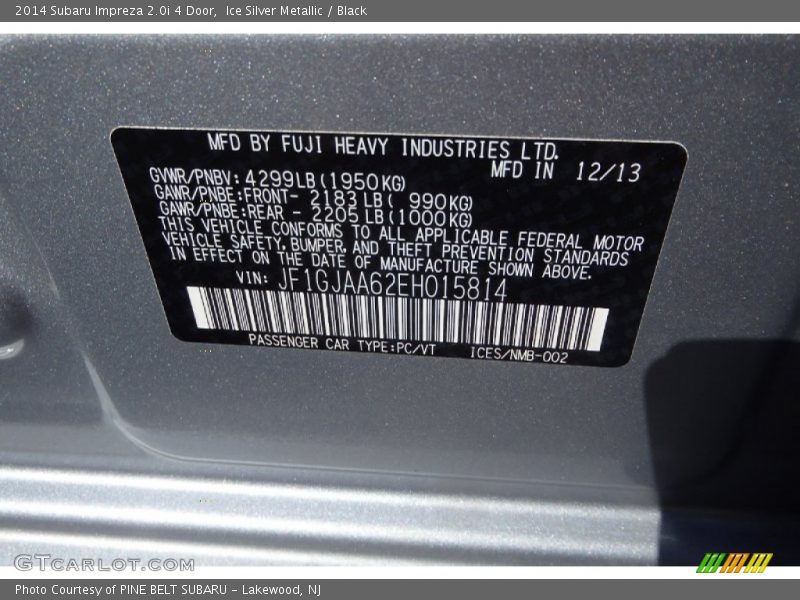 2014 Subaru Impreza 2.0i 4 Door,  Ice Silver Metallic / Black
MFD BY FUJI HEAVY INDUSTRIES LTD.
MFD IN 12/13
GVWR/PNBV: 4299LB(1950KG)
GAWR/PNBE:FRONT- 2183LB( 990KG)
GAWR/PNBE:REAR - 2205LB(1000KG)
THIS VEHICLE CONFORMS TO ALL APPLICABLE FEDERAL MOTOR
VEHICLE SAFETY, BUMPER, AND THEFT PREVENTION STANDARDS
IN EFFECT ON THE DATE OF MANUFACTURE SHOWN ABOVE.
VIN: JF1GJAA62EH015814
PASSENGER CAR TYPE:PC/VT ICES/NMB-002
GTCARLOT.COM
Photo Courtesy of PINE BELT SUBARU - Lakewood, NJ